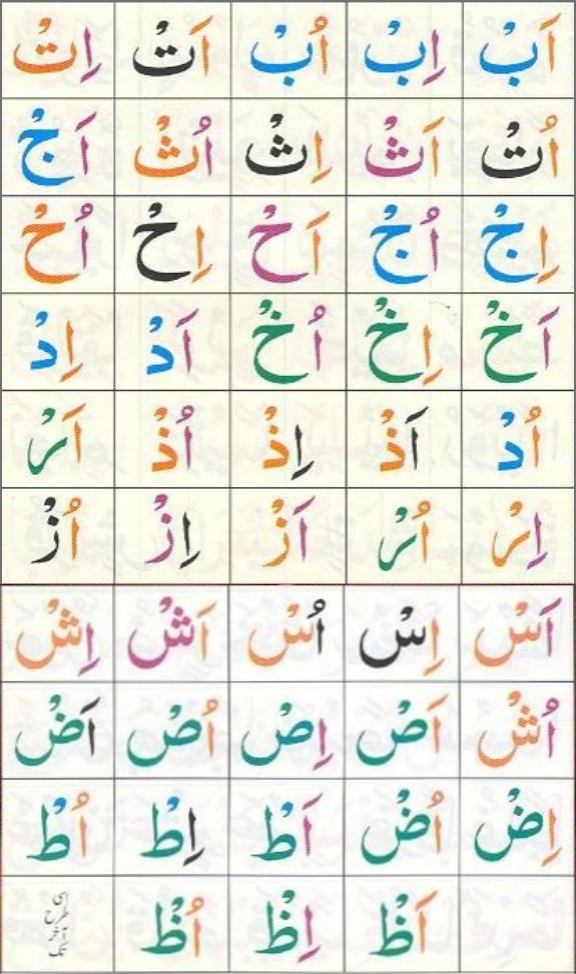 اَبْ اِبْ اُبْ اَتْ اِتْ
اُتْ اَثْ اِثْ اُثْ اَجْ
اِجْ اُجْ اَحْ اِحْ اُحْ
اَخْ اِخْ اُخْ اَدْ اِدْ
اُدْ اَذْ اِذْ اُذْ اَرْ
اِرْ اُرْ اَزْ اِزْ اُزْ
اَسْ اِسْ اُسْ اَشْ اِشْ
اُشْ اَصْ اِصْ اُصْ اَضْ
اِضْ اُضْ اَطْ اِطْ اُطْ
اَظْ اِظْ اُظْ اسی طرح آخر تک